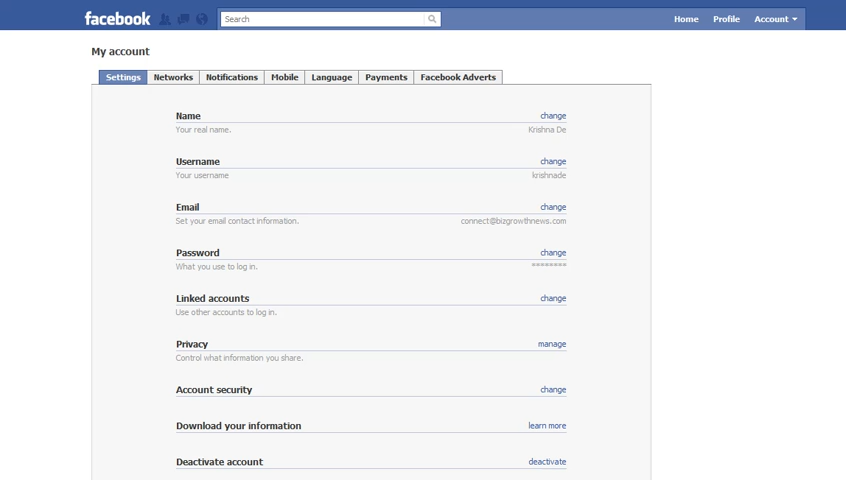 facebook Search Home Profile Account
My account
Settings Networks Notifications Mobile Language Payments Facebook Adverts
Name change
Your real name. Krishna De
Username change
Your username krishnade
Email change
Set your email contact information. connect@bizgrowthnews.com
Password change
What you use to log in. ********
Linked accounts change
Use other accounts to log in.
Privacy manage
Control what information you share.
Account security change
Download your information learn more
Deactivate account deactivate